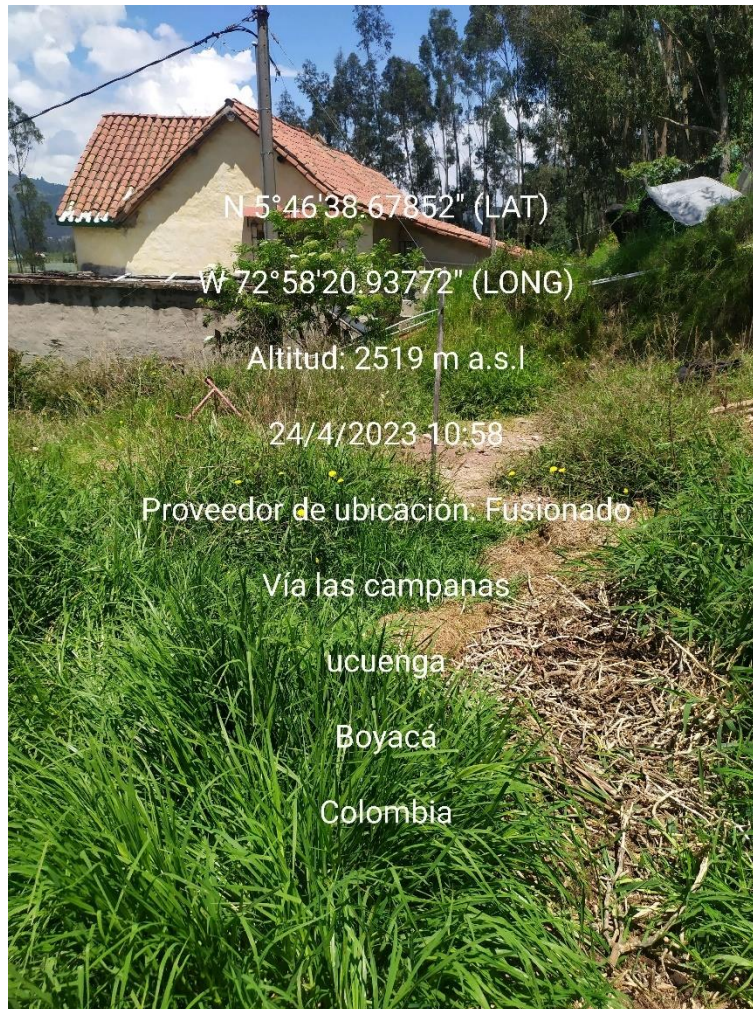 N 5°46'38.67852" (LAT)
W 72°58'20.93772" (LONG)
Altitud: 2519 m a.s.l
24/4/2023 10:58
Proveedor de ubicación: Fusionado
Vía las campanas
ucuenga
Boyacá
Colombia